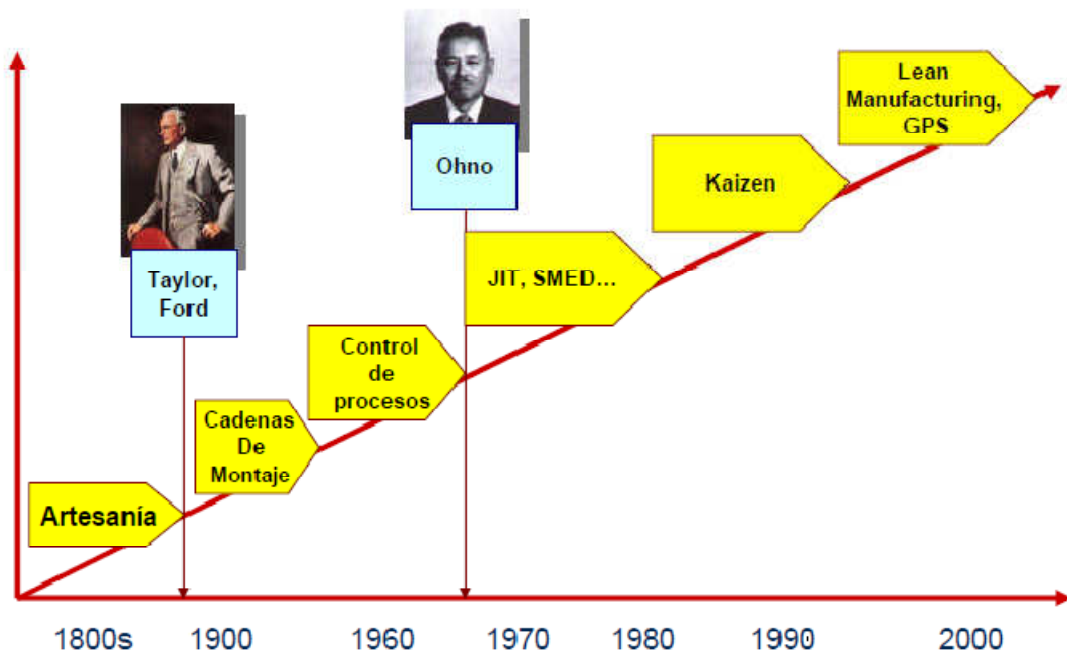 Lean
Manufacturing,
GPS
Ohno
Kaizen
Taylor,
Ford
JIT, SMED...
Control
de
procesos
Cadenas
De
Montaje
Artesanía
1800s 1900 1960 1970 1980 1990 2000